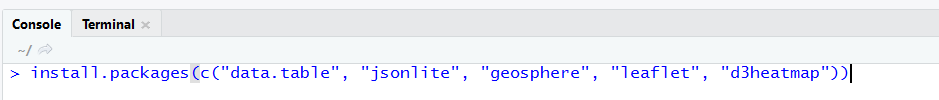 Console Terminal ×
~/
> install.packages(c("data.table", "jsonlite", "geosphere", "leaflet", "d3heatmap"))